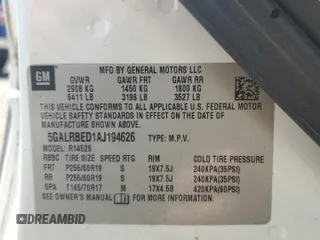 GM
MFD BY GENERAL MOTORS LLC
GVWR GAWR FRT GAWR RR
2908 KG 1450 KG 1600 KG
6411 LB 3196 LB 3527 LB
THIS VEHICLE CONFORMS TO ALL APPLICABLE U.S. FEDERAL MOTOR
VEHICLE SAFETY STANDARDS IN EFFECT ON THE DATE OF
MANUFACTURE SHOWN ABOVE.
5GALRBED1AJ194626 TYPE: M.P.V.
MODEL: R14526
RBBC TIRE SIZE SPEED RTG RIM COLD TIRE PRESSURE
FRT P255/60R19 S 19X7.5J 240KPA(35PSI)
RR P255/60R19 S 19X7.5J 240KPA(35PSI)
SPA T145/70R17 M 17X4.5B 420KPA(60PSI)
SEE OWNER'S MANUAL FOR MORE INFORMATION.
AutoHelperBot.com